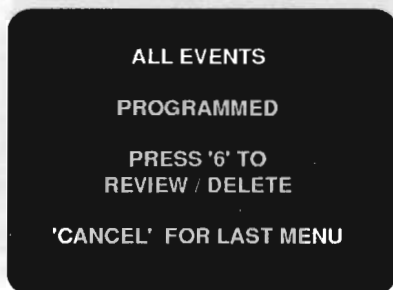 ALL EVENTS
PROGRAMMED
PRESS '6' TO
REVIEW / DELETE
'CANCEL' FOR LAST MENU